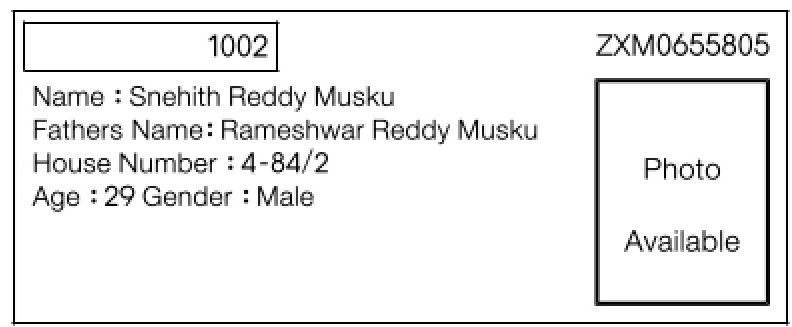 1002
ZXM0655805
Name : Snehith Reddy Musku
Fathers Name: Rameshwar Reddy Musku
House Number : 4-84/2
Age : 29 Gender : Male
Photo
Available